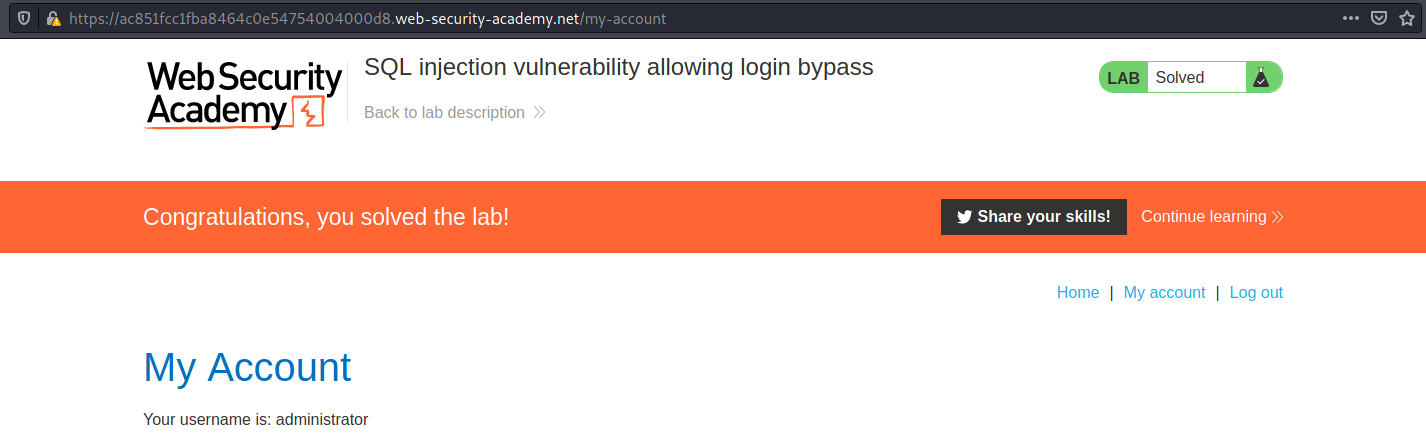 https://ac851fcc1fba8464c0e54754004000d8.web-security-academy.net/my-account
WebSecurity
Academy
SQL injection vulnerability allowing login bypass
Back to lab description
LAB Solved
Congratulations, you solved the lab!
Share your skills! Continue learning
Home | My account | Log out
My Account
Your username is: administrator